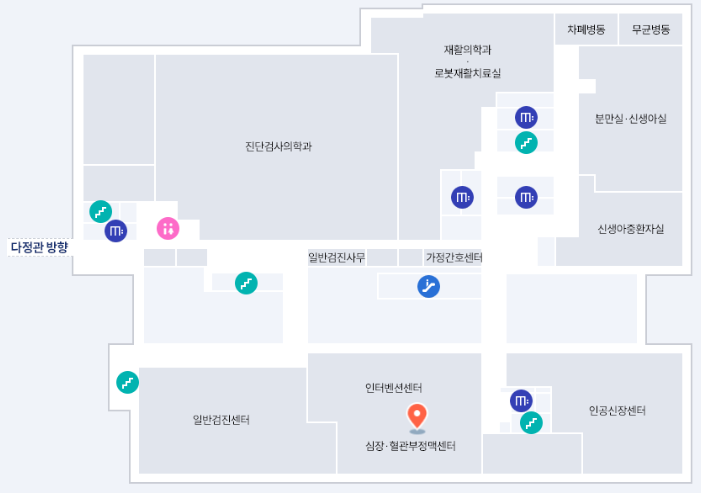 차폐병동
무균병동
재활의학과
·
로봇재활치료실
분만실·신생아실
진단검사의학과
신생아중환자실
다정관 방향
일반검진사무
가정간호센터
인터벤션센터
인공신장센터
일반검진센터
심장·혈관부정맥센터